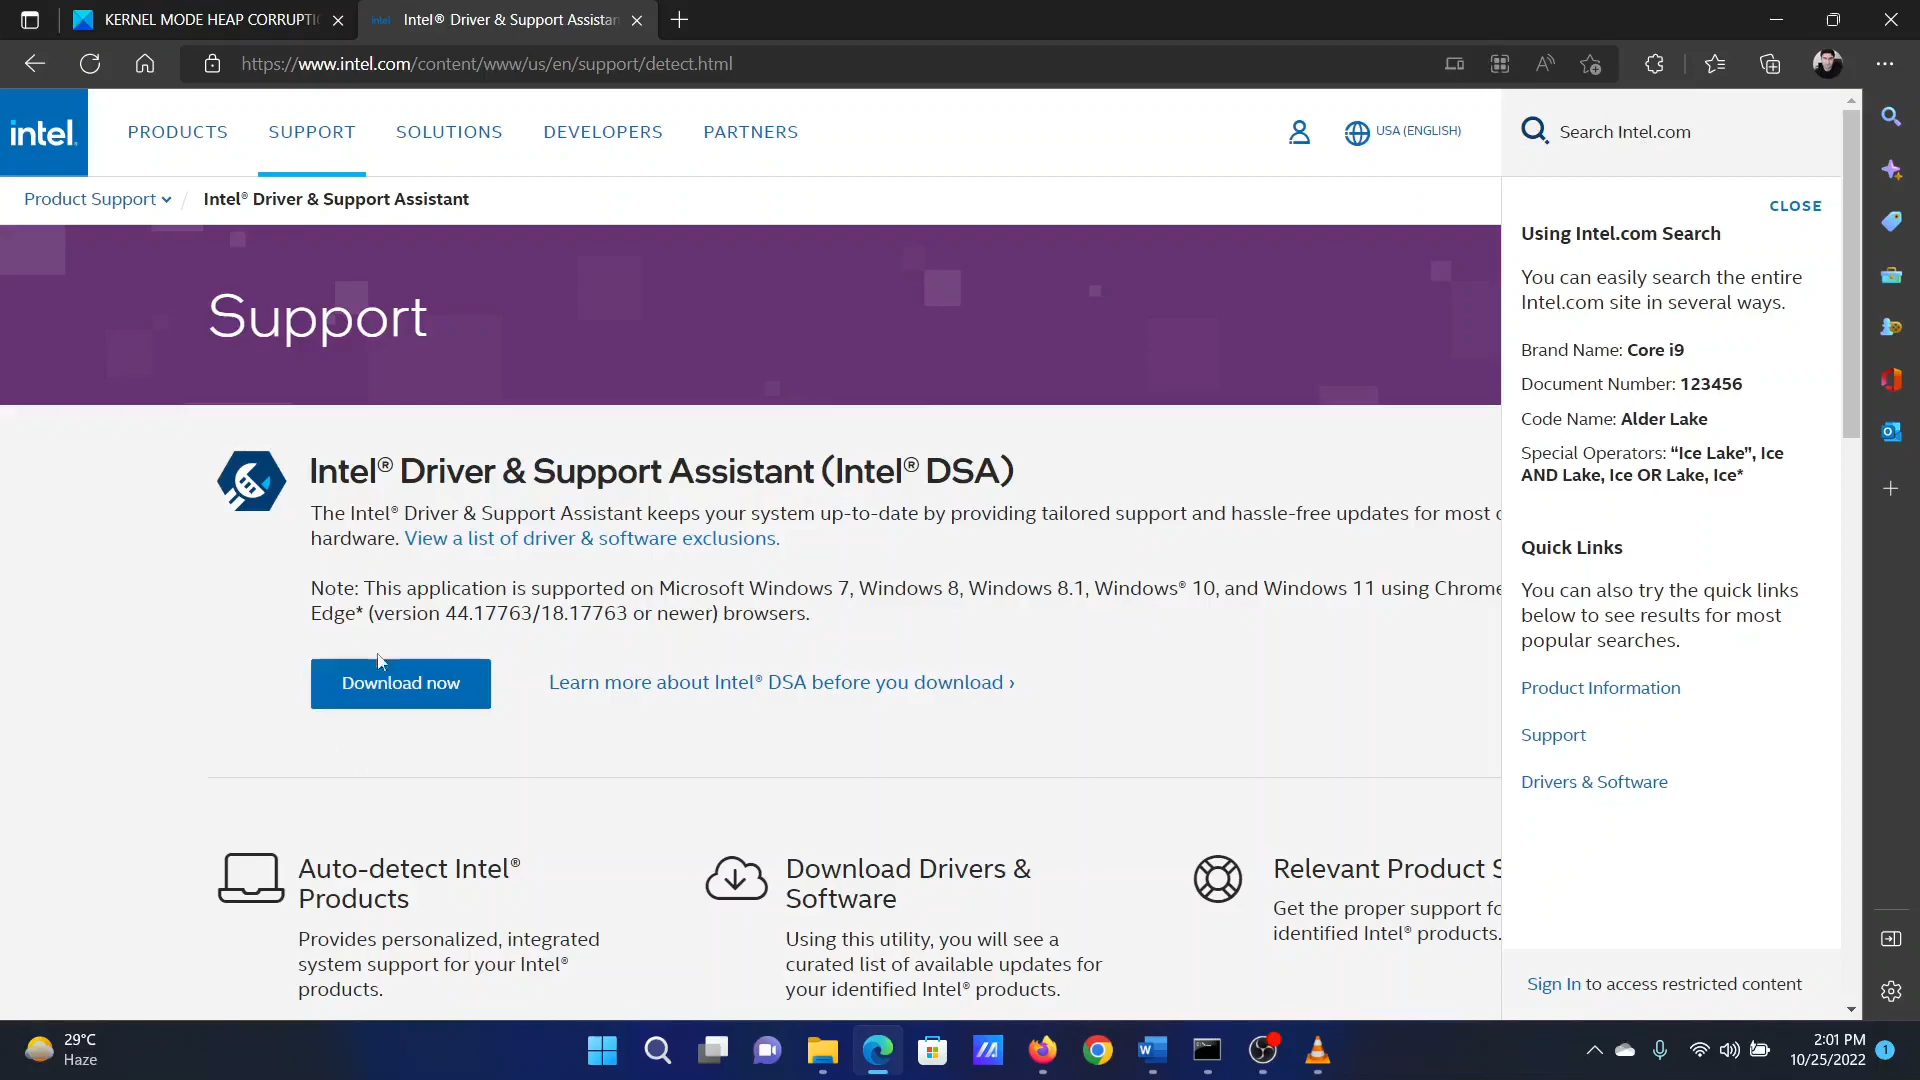 KERNEL MODE HEAP CORRUPTI
intel
Intel® Driver & Support Assistan
https://www.intel.com/content/www/us/en/support/detect.html
intel.
PRODUCTS
SUPPORT
SOLUTIONS
DEVELOPERS
PARTNERS
USA (ENGLISH)
Search Intel.com
Product Support
/
Intel® Driver & Support Assistant
CLOSE
Using Intel.com Search
You can easily search the entire
Intel.com site in several ways.
Brand Name: Core i9
Document Number: 123456
Code Name: Alder Lake
Special Operators: “Ice Lake”, Ice
AND Lake, Ice OR Lake, Ice*
Quick Links
You can also try the quick links
below to see results for most
popular searches.
Product Information
Support
Drivers & Software
Sign In to access restricted content
Support
Intel® Driver & Support Assistant (Intel® DSA)
The Intel® Driver & Support Assistant keeps your system up-to-date by providing tailored support and hassle-free updates for most
hardware. View a list of driver & software exclusions.
Note: This application is supported on Microsoft Windows 7, Windows 8, Windows 8.1, Windows® 10, and Windows 11 using Chrome
Edge* (version 44.17763/18.17763 or newer) browsers.
Download now
Learn more about Intel® DSA before you download ›
Auto-detect Intel®
Products
Provides personalized, integrated
system support for your Intel®
products.
Download Drivers &
Software
Using this utility, you will see a
curated list of available updates for
your identified Intel® products.
Relevant Product
Get the proper support
identified Intel® products.
29°C
Haze
2:01 PM
10/25/2022
1